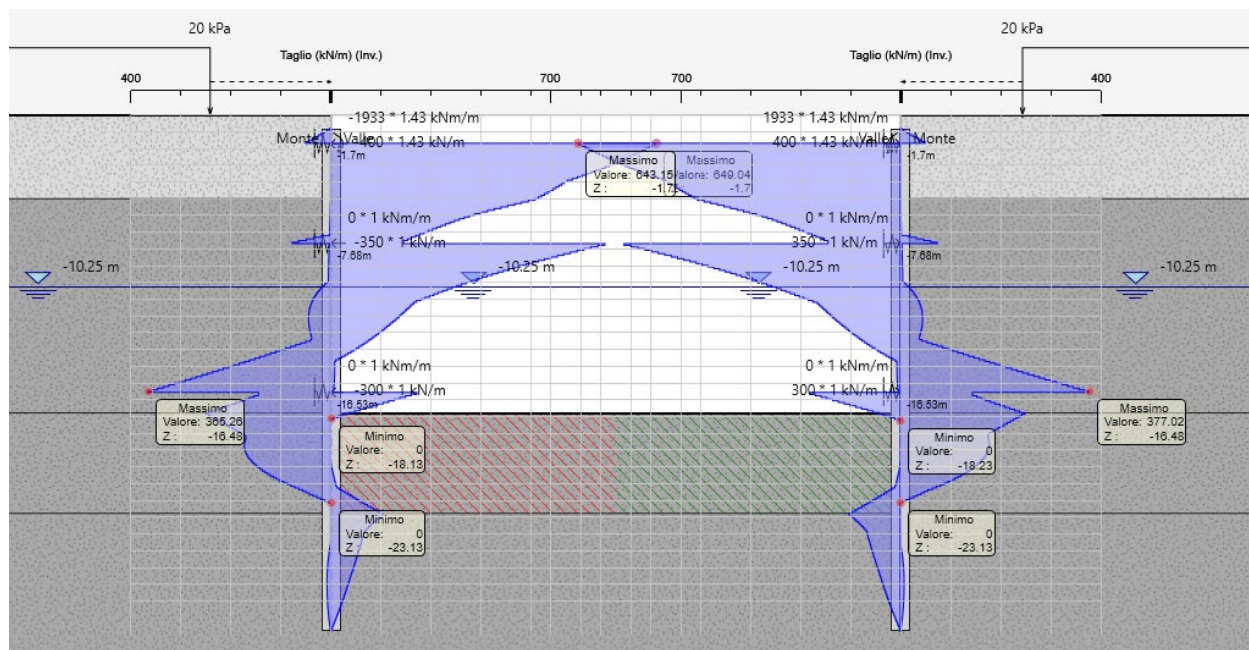 20 kPa
20 kPa
Taglio (kN/m) (Inv.)
Taglio (kN/m) (Inv.)
400
700
700
400
-1933 * 1.43 kNm/m
1933 * 1.43 kNm/m
Monte
Valle
-400 * 1.43 kN/m
400 * 1.43 kN/m
Valle
Monte
-1.7m
-1.7m
Massimo
Valore: 643.15
Z : -1.7
Massimo
Valore: 649.04
-1.7
0 * 1 kNm/m
0 * 1 kNm/m
-350 * 1 kN/m
350 * 1 kN/m
-7.68m
-7.68m
-10.25 m
-10.25 m
-10.25 m
-10.25 m
0 * 1 kNm/m
0 * 1 kNm/m
-300 * 1 kN/m
300 * 1 kN/m
-16.53m
-16.53m
Massimo
Valore: 365.26
Z : -16.48
Massimo
Valore: 377.02
Z : -16.48
Minimo
Valore: 0
Z : -18.13
Minimo
Valore: 0
Z : -18.23
Minimo
Valore: 0
Z : -23.13
Minimo
Valore: 0
Z : -23.13